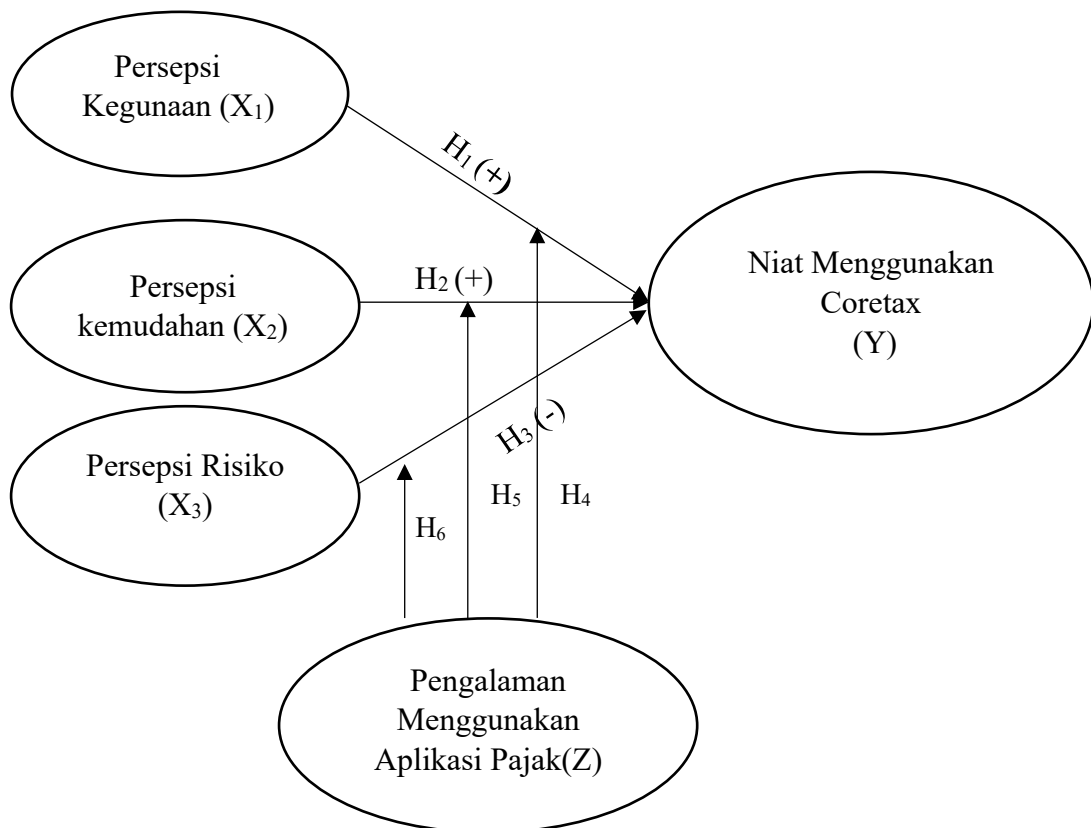 Persepsi
Kegunaan (X₁)
H₁ (+)
Persepsi
kemudahan (X₂)
H₂ (+)
Niat Menggunakan
Coretax
(Y)
Persepsi Risiko
(X₃)
H₃ (-)
H₆
H₅
H₄
Pengalaman
Menggunakan
Aplikasi Pajak(Z)